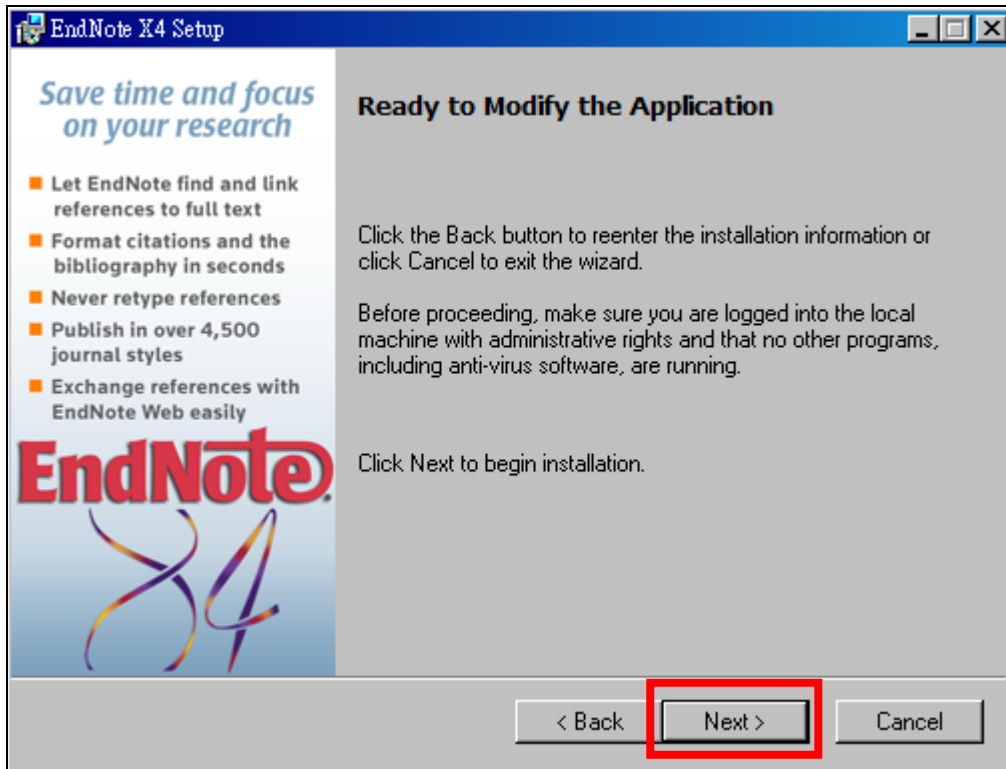 EndNote X4 Setup
Save time and focus
on your research
Let EndNote find and link
references to full text
Format citations and the
bibliography in seconds
Never retype references
Publish in over 4,500
journal styles
Exchange references with
EndNote Web easily
EndNote®
X4
Ready to Modify the Application
Click the Back button to reenter the installation information or
click Cancel to exit the wizard.
Before proceeding, make sure you are logged into the local
machine with administrative rights and that no other programs,
including anti-virus software, are running.
Click Next to begin installation.
< Back
Next >
Cancel